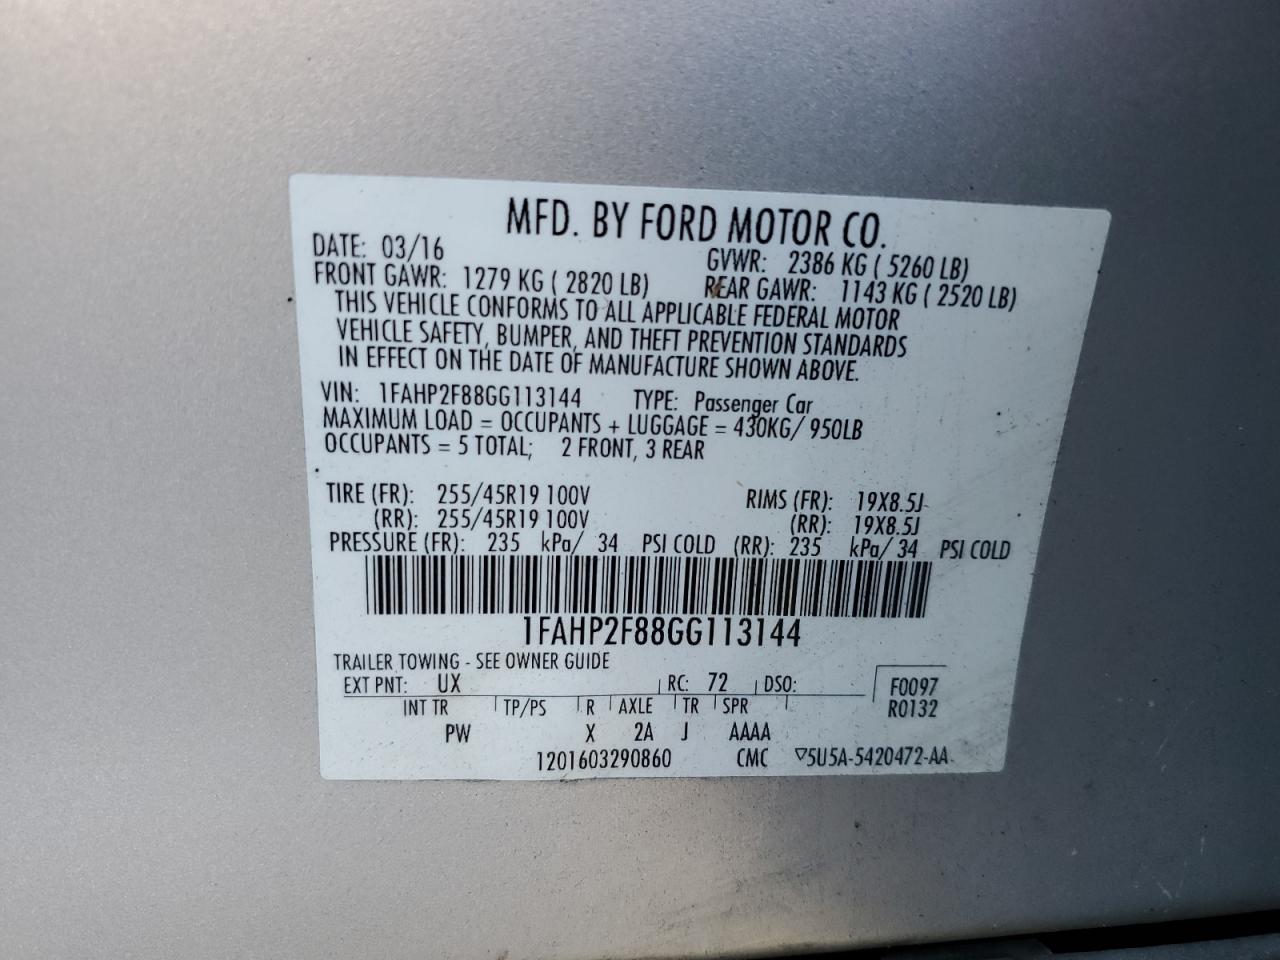 MFD. BY FORD MOTOR CO.
DATE: 03/16 GVWR: 2386 KG ( 5260 LB)
FRONT GAWR: 1279 KG ( 2820 LB) REAR GAWR: 1143 KG ( 2520 LB)
THIS VEHICLE CONFORMS TO ALL APPLICABLE FEDERAL MOTOR
VEHICLE SAFETY, BUMPER, AND THEFT PREVENTION STANDARDS
IN EFFECT ON THE DATE OF MANUFACTURE SHOWN ABOVE.
VIN: 1FAHP2F88GG113144 TYPE: Passenger Car
MAXIMUM LOAD = OCCUPANTS + LUGGAGE = 430KG/ 950LB
OCCUPANTS = 5 TOTAL; 2 FRONT, 3 REAR
TIRE (FR): 255/45R19 100V RIMS (FR): 19X8.5J
(RR): 255/45R19 100V (RR): 19X8.5J
PRESSURE (FR): 235 kPa/ 34 PSI COLD (RR): 235 kPa/ 34 PSI COLD
1FAHP2F88GG113144
TRAILER TOWING - SEE OWNER GUIDE
EXT PNT: UX RC: 72 DSO: F0097
INT TR TP/PS R AXLE TR SPR R0132
PW X 2A J AAAA
1201603290860 CMC ▽5U5A-5420472-AA